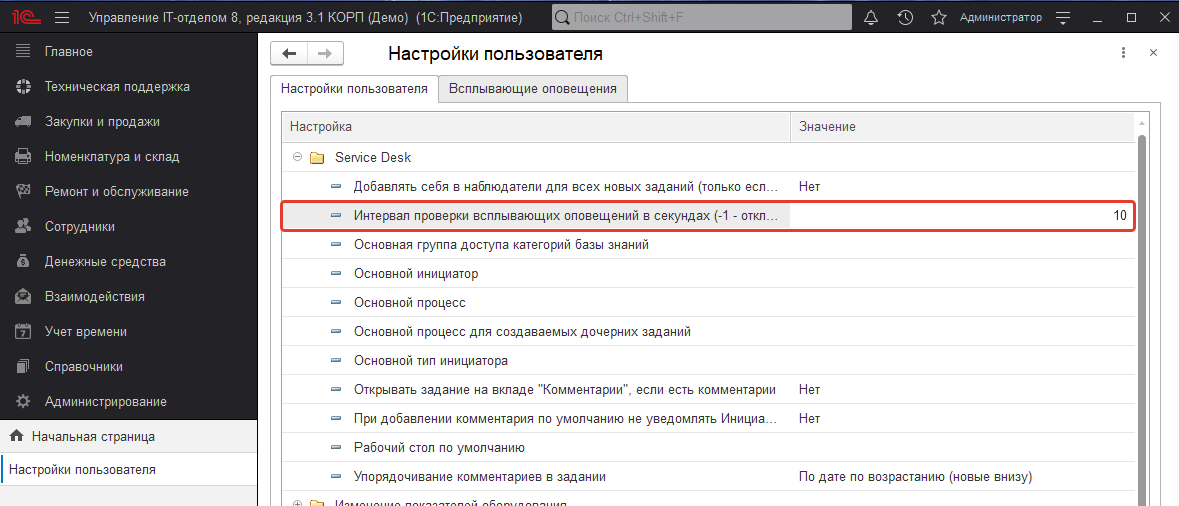 Управление IT-отделом 8, редакция 3.1 КОРП (Демо) (1С:Предприятие)
Поиск Ctrl+Shift+F
Администратор
Главное
Техническая поддержка
Закупки и продажи
Номенклатура и склад
Ремонт и обслуживание
Сотрудники
Денежные средства
Взаимодействия
Учет времени
Справочники
Администрирование
Начальная страница
Настройки пользователя
Настройки пользователя
Настройки пользователя Всплывающие оповещения
Настройка Значение
Service Desk
Добавлять себя в наблюдатели для всех новых заданий (только есл... Нет
Интервал проверки всплывающих оповещений в секундах (-1 - откл... 10
Основная группа доступа категорий базы знаний
Основной инициатор
Основной процесс
Основной процесс для создаваемых дочерних заданий
Основной тип инициатора
Открывать задание на вкладе "Комментарии", если есть комментарии Нет
При добавлении комментария по умолчанию не уведомлять Инициа... Нет
Рабочий стол по умолчанию
Упорядочивание комментариев в задании По дате по возрастанию (новые внизу)
Изменение показателей оборудования